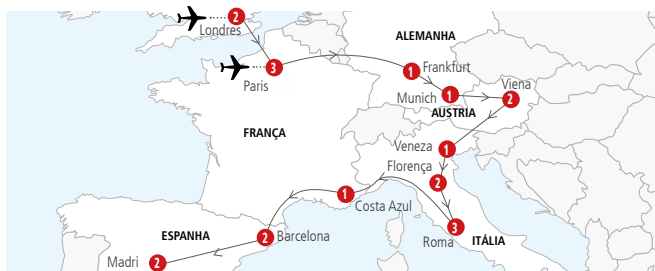 2
Londres
ALEMANHA
3
Paris
1
Frankfurt
Munich
1
Viena
2
ÁUSTRIA
FRANÇA
Veneza
1
Florença
2
1
Costa Azul
3
Roma
ITÁLIA
ESPANHA
2
Barcelona
Madri
2